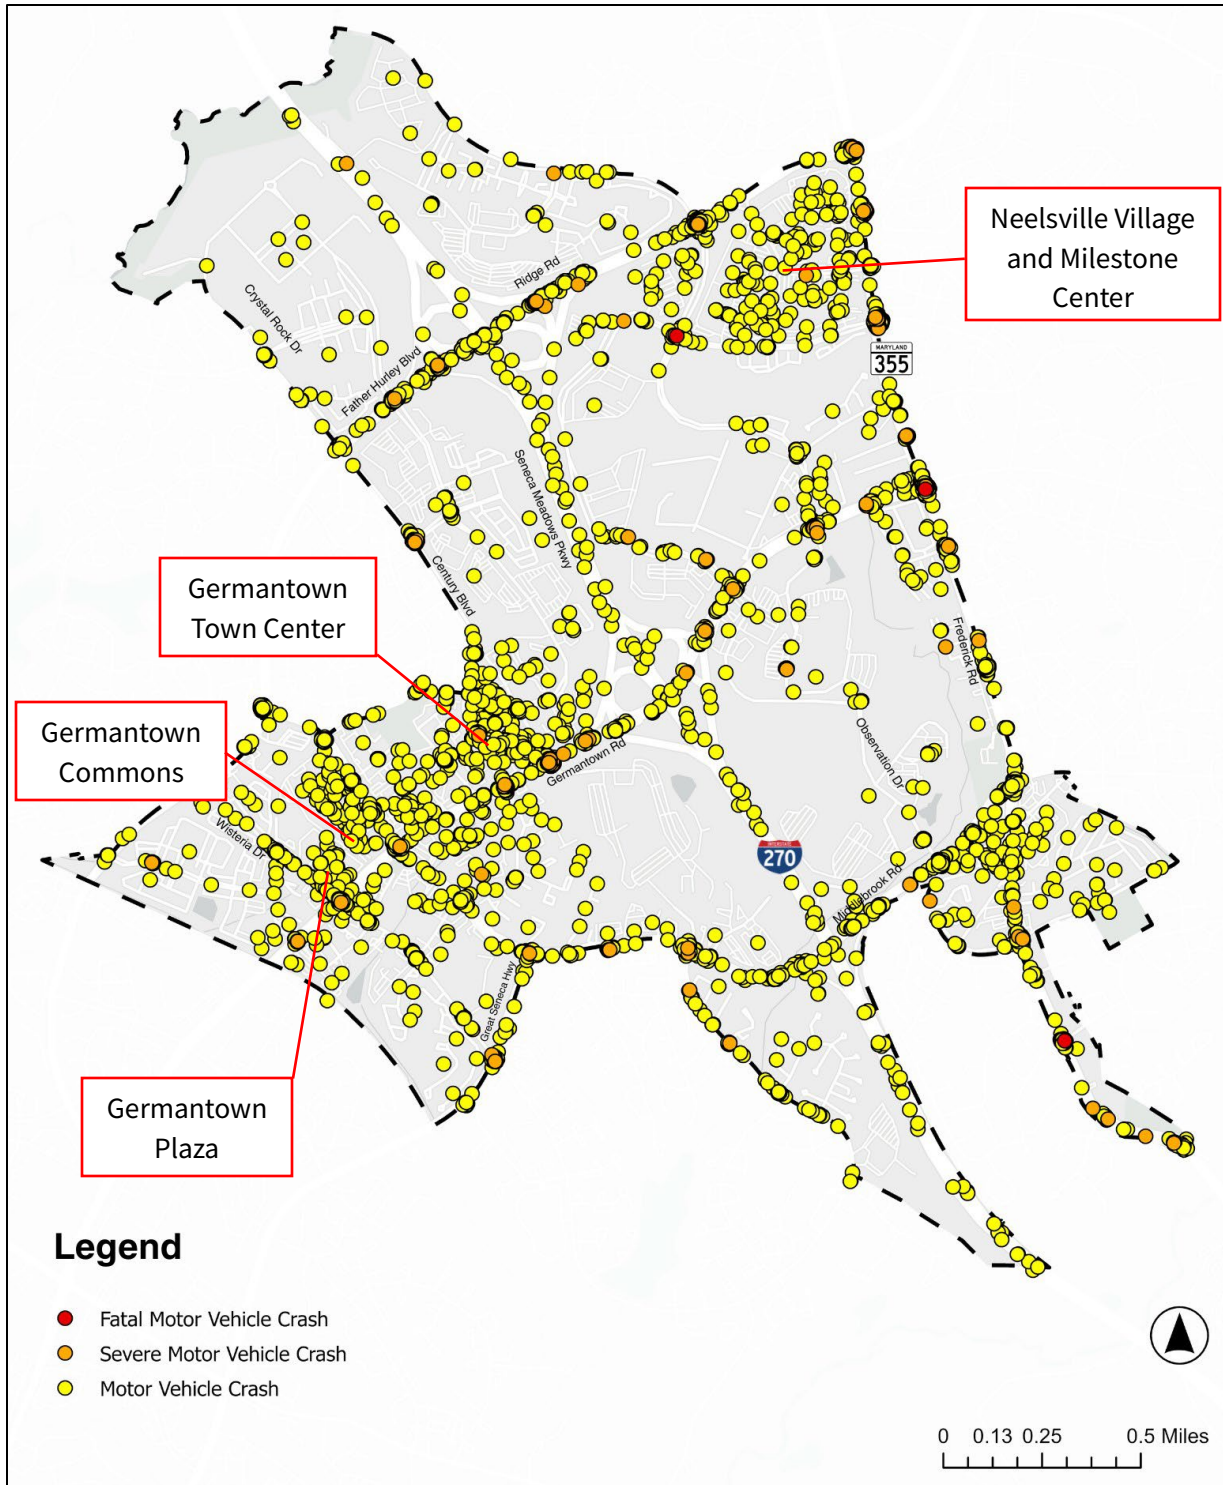 Neelsville Village
and Milestone
Center
Ridge Rd
Crystal Rock Dr
MARYLAND
355
Father Hurley Blvd
Seneca Meadows Pkwy
Germantown
Town Center
Century Blvd
Frederick Rd
Germantown
Commons
Germantown Rd
Observation Dr
Wisteria Dr
INTERSTATE
270
Middlebrook Rd
Great Seneca Hwy
Germantown
Plaza
Legend
Fatal Motor Vehicle Crash
Severe Motor Vehicle Crash
Motor Vehicle Crash
0 0.13 0.25 0.5 Miles